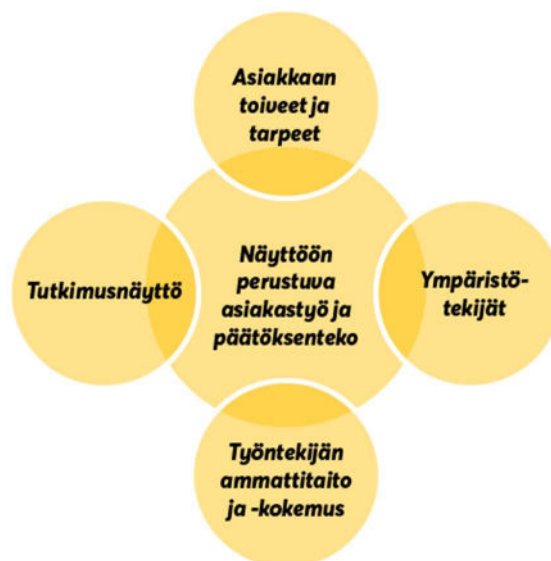 Asiakkaan
toiveet ja
tarpeet
Tutkimusnäyttö
Näyttöön
perustuva
asiakastyö ja
päätöksenteko
Ympäristö-
tekijät
Työntekijän
ammattitaito
ja -kokemus